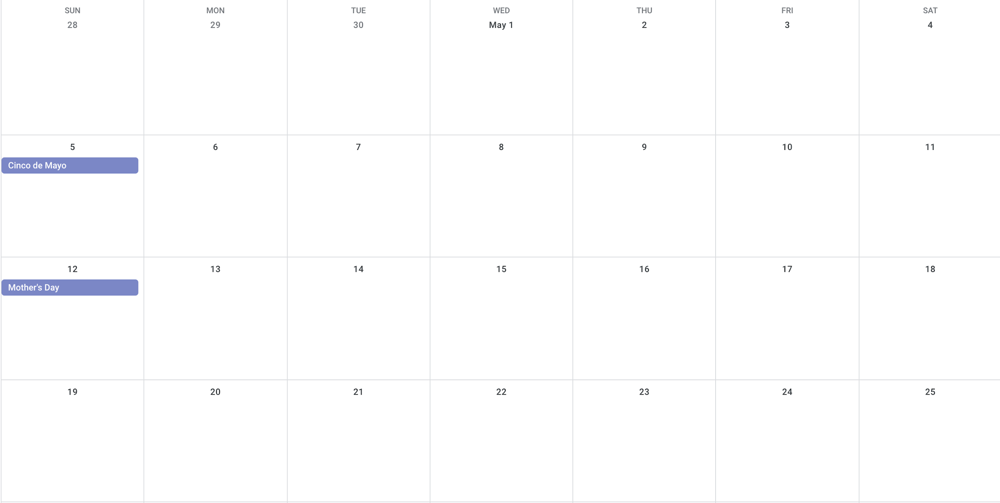 SUN MON TUE WED THU FRI SAT
28 29 30 May 1 2 3 4
5 6 7 8 9 10 11
Cinco de Mayo
12 13 14 15 16 17 18
Mother's Day
19 20 21 22 23 24 25